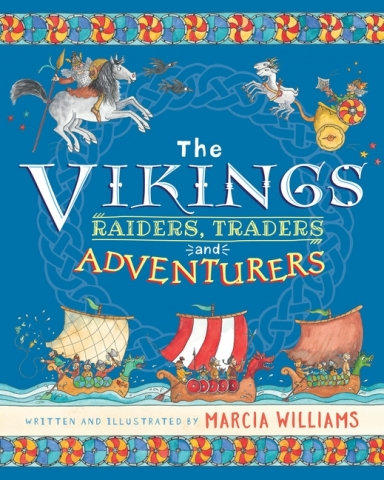 The
VIKINGS
RAIDERS, TRADERS
and
ADVENTURERS
WRITTEN AND ILLUSTRATED BY MARCIA WILLIAMS